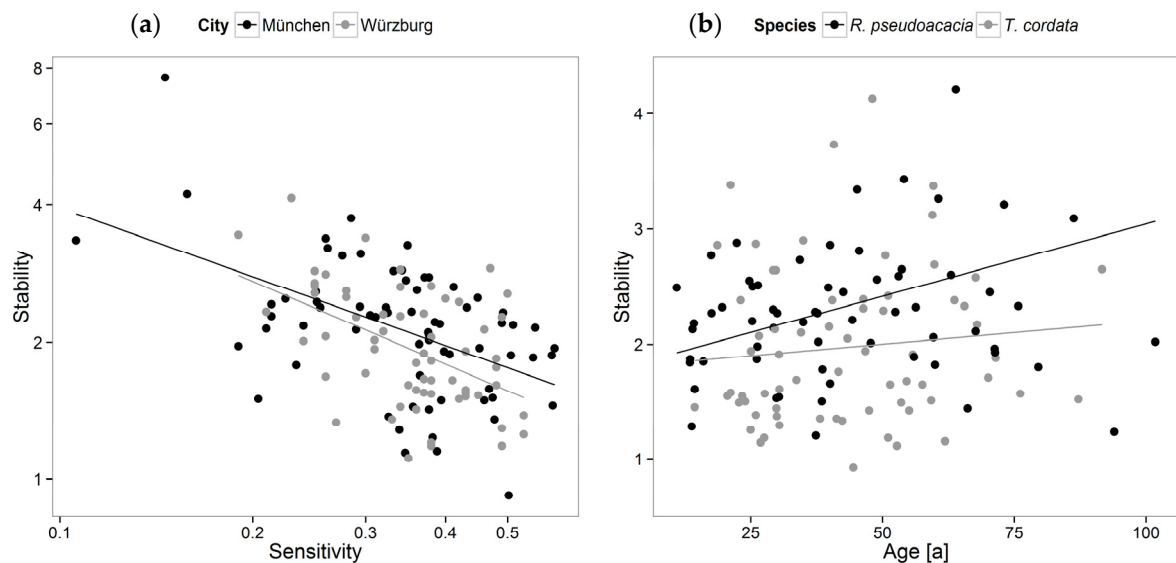 (a) City München Würzburg
8
6
4
2
1
Stability
0.1 0.2 0.3 0.4 0.5
Sensitivity
(b) Species R. pseudoacacia T. cordata
4
3
2
1
Stability
25 50 75 100
Age [a]